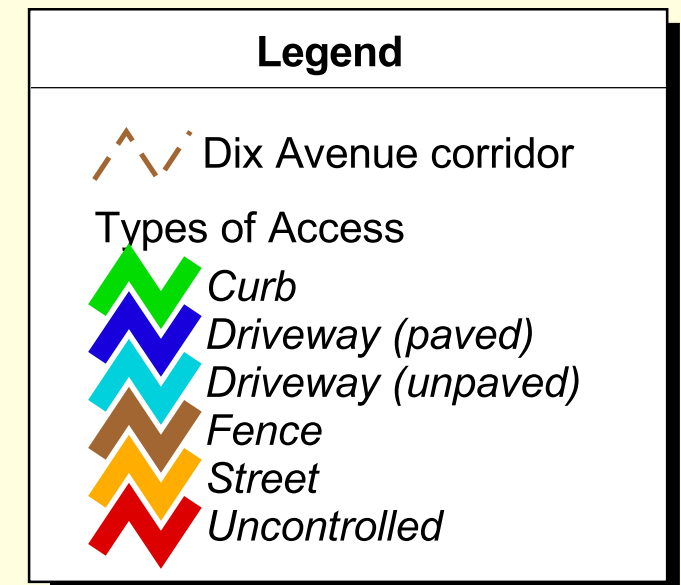 Legend
Dix Avenue corridor
Types of Access
Curb
Driveway (paved)
Driveway (unpaved)
Fence
Street
Uncontrolled